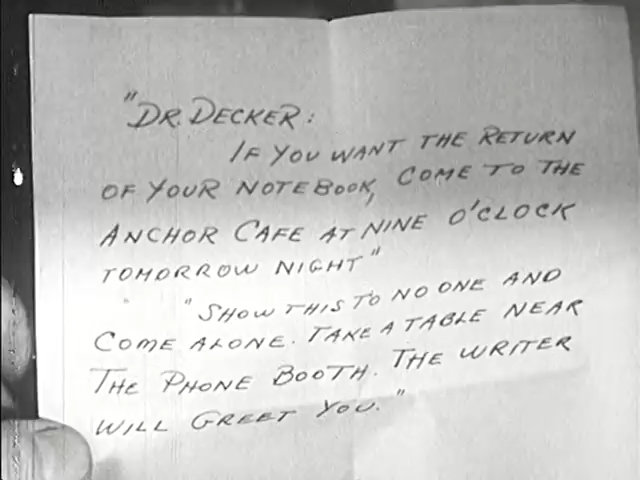 "DR. DECKER:
IF YOU WANT THE RETURN
OF YOUR NOTEBOOK, COME TO THE
ANCHOR CAFE AT NINE O'CLOCK
TOMORROW NIGHT"
"SHOW THIS TO NO ONE AND
COME ALONE. TAKE A TABLE NEAR
THE PHONE BOOTH. THE WRITER
WILL GREET YOU."